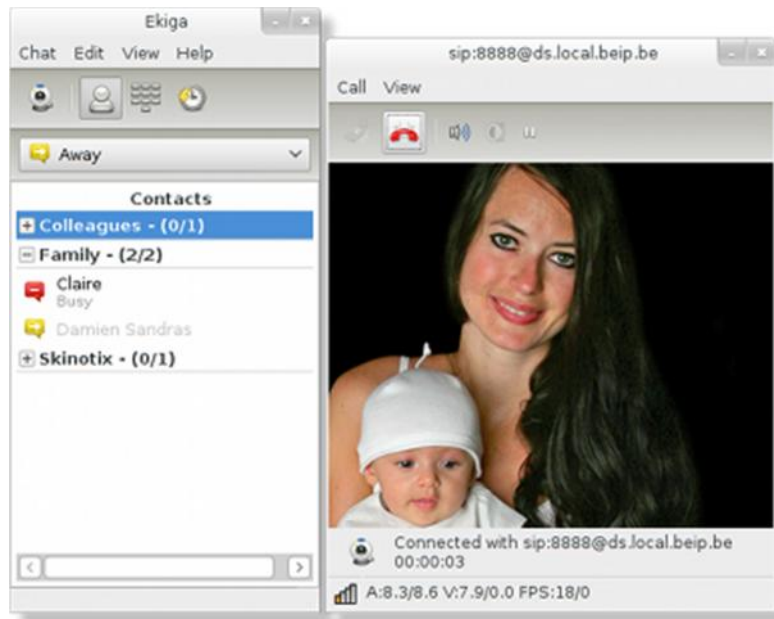 Ekiga
Chat Edit View Help
Away
Contacts
Colleagues - (0/1)
Family - (2/2)
Claire
Busy
Damien Sandras
Skinotix - (0/1)
sip:8888@ds.local.beip.be
Call View
Connected with sip:8888@ds.local.beip.be
00:00:03
A:8.3/8.6 V:7.9/0.0 FPS:18/0